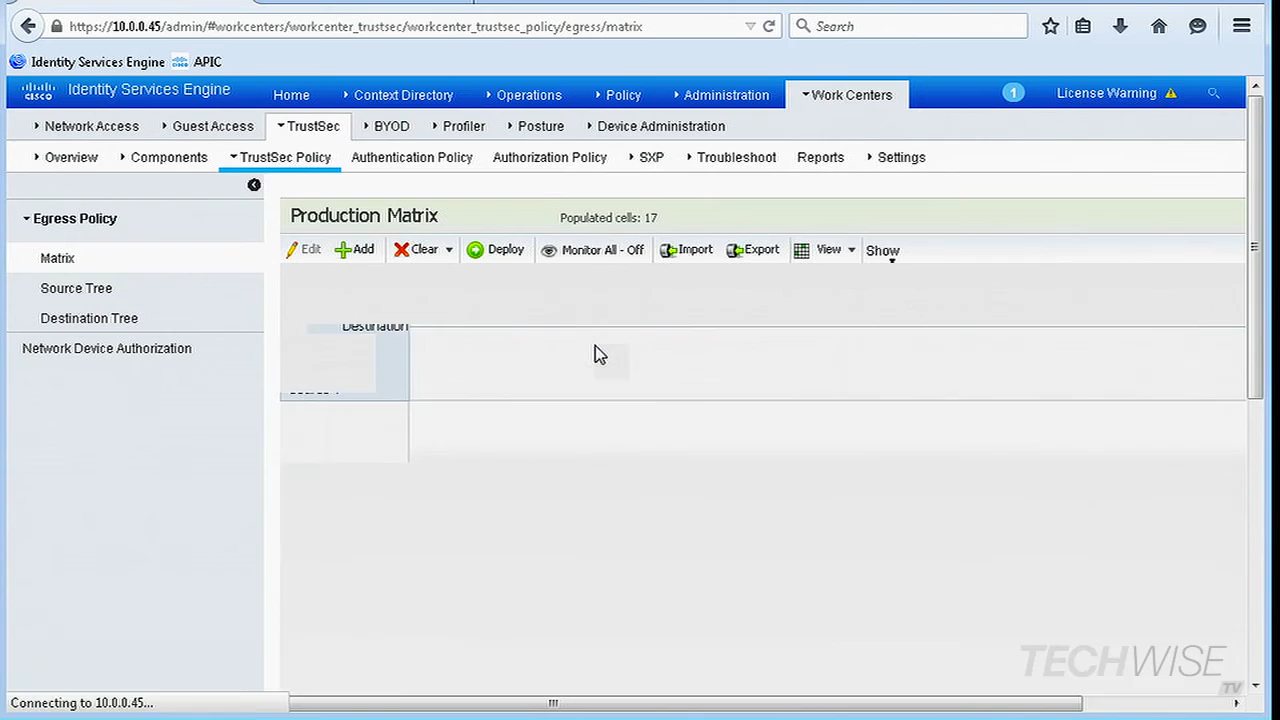 https://10.0.0.45/admin/#workcenters/workcenter_trustsec/workcenter_trustsec_policy/egress/matrix Search
Identity Services Engine APIC
CISCO Identity Services Engine Home Context Directory Operations Policy Administration Work Centers 1 License Warning
Network Access Guest Access TrustSec BYOD Profiler Posture Device Administration
Overview Components TrustSec Policy Authentication Policy Authorization Policy SXP Troubleshoot Reports Settings
Egress Policy
Matrix
Source Tree
Destination Tree
Network Device Authorization
Production Matrix Populated cells: 17
Edit Add Clear Deploy Monitor All - Off Import Export View Show
Destination
TECHWISE
TV
Connecting to 10.0.0.45...